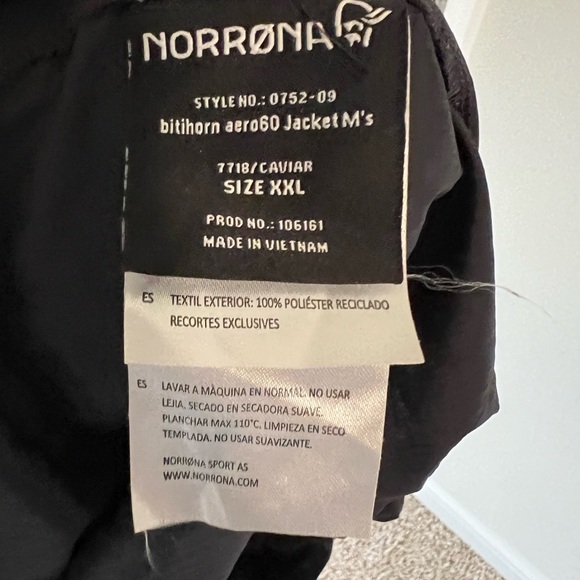 NORRØNA
STYLE NO.: 0752-09
bitihorn aero60 Jacket M's
7718/CAVIAR
SIZE XXL
PROD NO.: 106161
MADE IN VIETNAM
ES TEXTIL EXTERIOR: 100% POLIÉSTER RECICLADO
RECORTES EXCLUSIVES
ES LAVAR A MÀQUINA EN NORMAL. NO USAR
LEJIA. SECADO EN SECADORA SUAVE.
PLANCHAR MAX 110°C. LIMPIEZA EN SECO
TEMPLADA. NO USAR SUAVIZANTE.
NORRØNA SPORT AS
WWW.NORRONA.COM